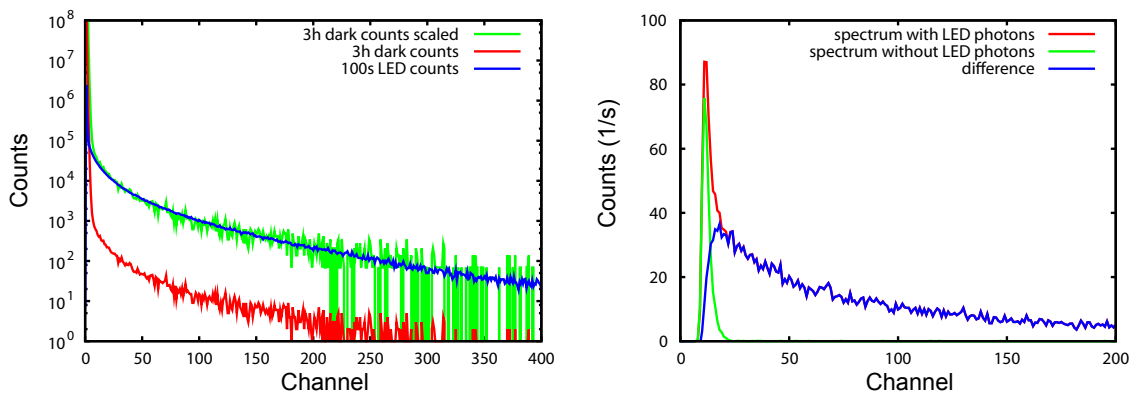 10^8
10^7
10^6
10^5
10^4
10^3
10^2
10^1
10^0
Counts
3h dark counts scaled
3h dark counts
100s LED counts
0 50 100 150 200 250 300 350 400
Channel
100
80
60
40
20
0
Counts (1/s)
spectrum with LED photons
spectrum without LED photons
difference
0 50 100 150 200
Channel